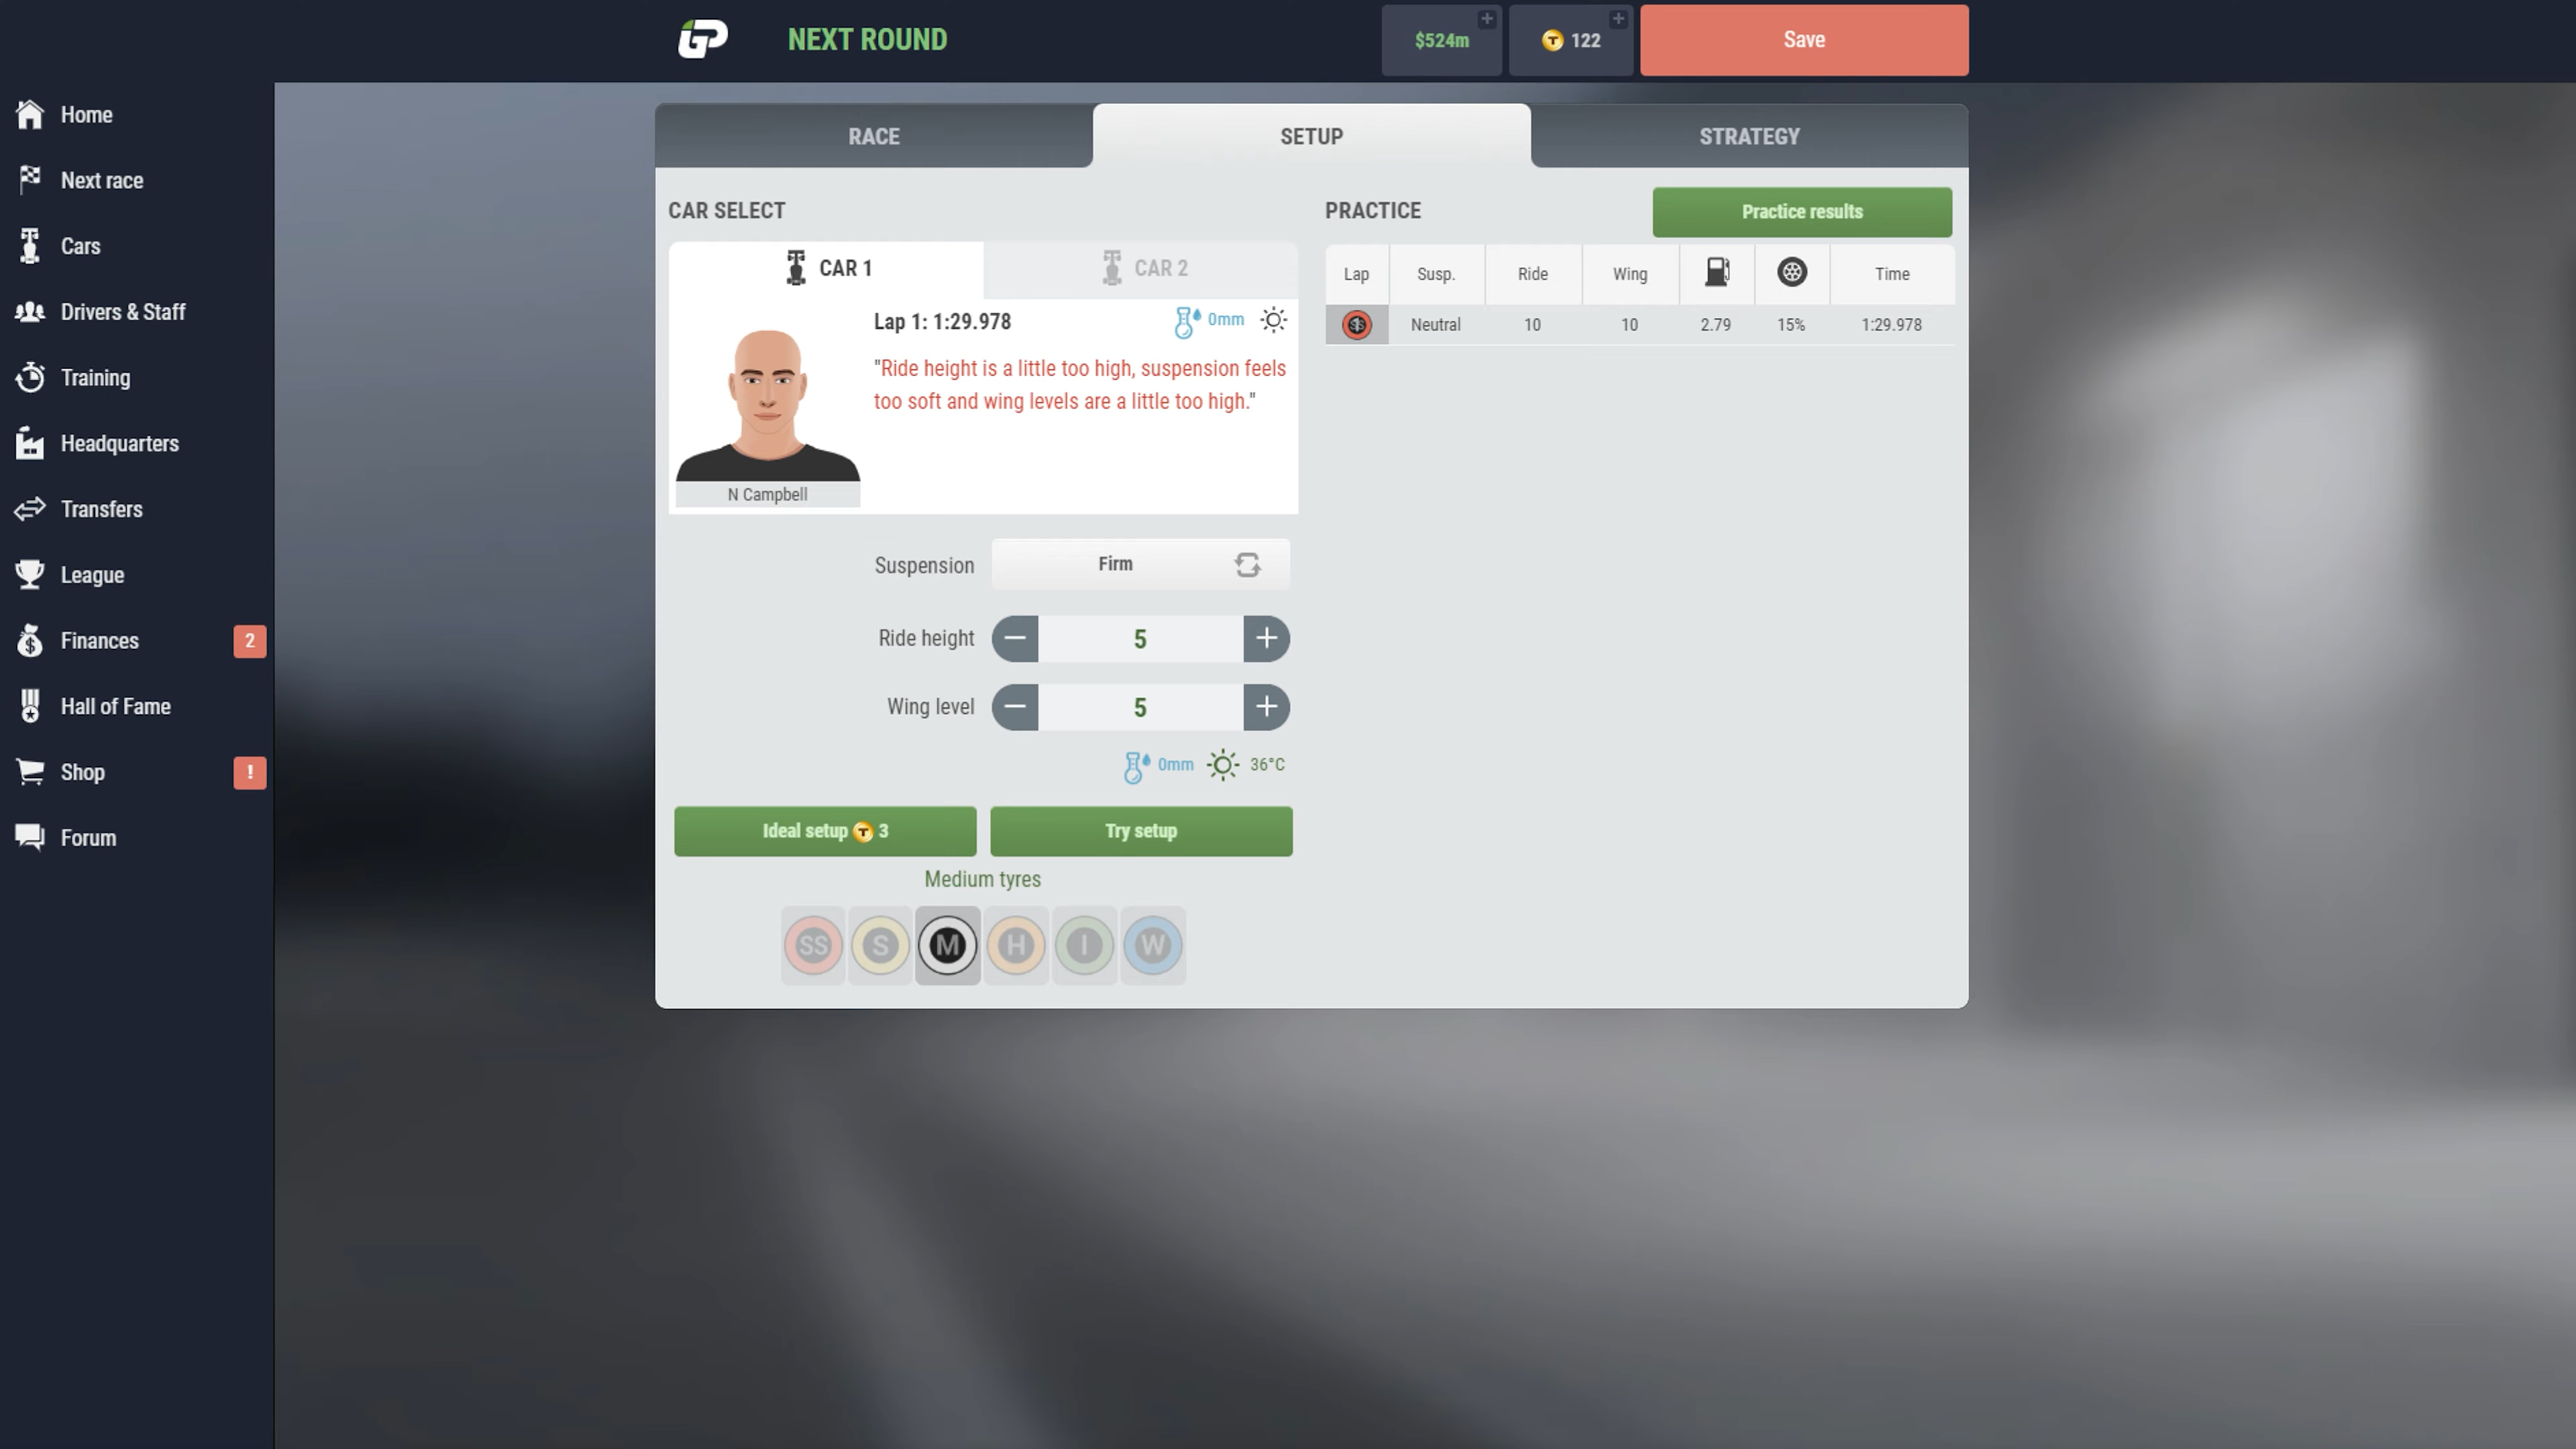 GP
NEXT ROUND
$524m
+
T 122
+
Save
Home
Next race
Cars
Drivers & Staff
Training
Headquarters
Transfers
League
Finances
2
Hall of Fame
Shop
!
Forum
RACE
SETUP
STRATEGY
CAR SELECT
CAR 1
CAR 2
Lap 1: 1:29.978
0mm
"Ride height is a little too high, suspension feels
too soft and wing levels are a little too high."
N Campbell
Suspension
Firm
Ride height
− 5 +
Wing level
− 5 +
0mm
36°C
Ideal setup T 3
Try setup
Medium tyres
SS S M H I W
PRACTICE
Practice results
Lap Susp. Ride Wing Time
Neutral 10 10 2.79 15% 1:29.978